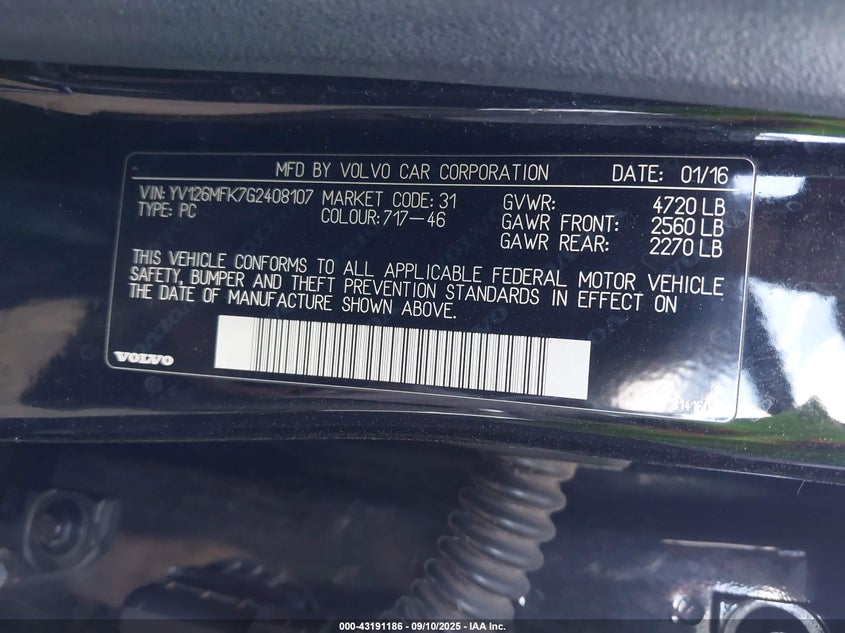 MFD BY VOLVO CAR CORPORATION DATE: 01/16
VIN: YV126MFK7G2408107 MARKET CODE: 31 GVWR: 4720 LB
TYPE: PC COLOUR: 717-46 GAWR FRONT: 2560 LB
GAWR REAR: 2270 LB
THIS VEHICLE CONFORMS TO ALL APPLICABLE FEDERAL MOTOR VEHICLE
SAFETY, BUMPER AND THEFT PREVENTION STANDARDS IN EFFECT ON
THE DATE OF MANUFACTURE SHOWN ABOVE.
VOLVO
000-43191186 - 09/10/2025 - IAA Inc.